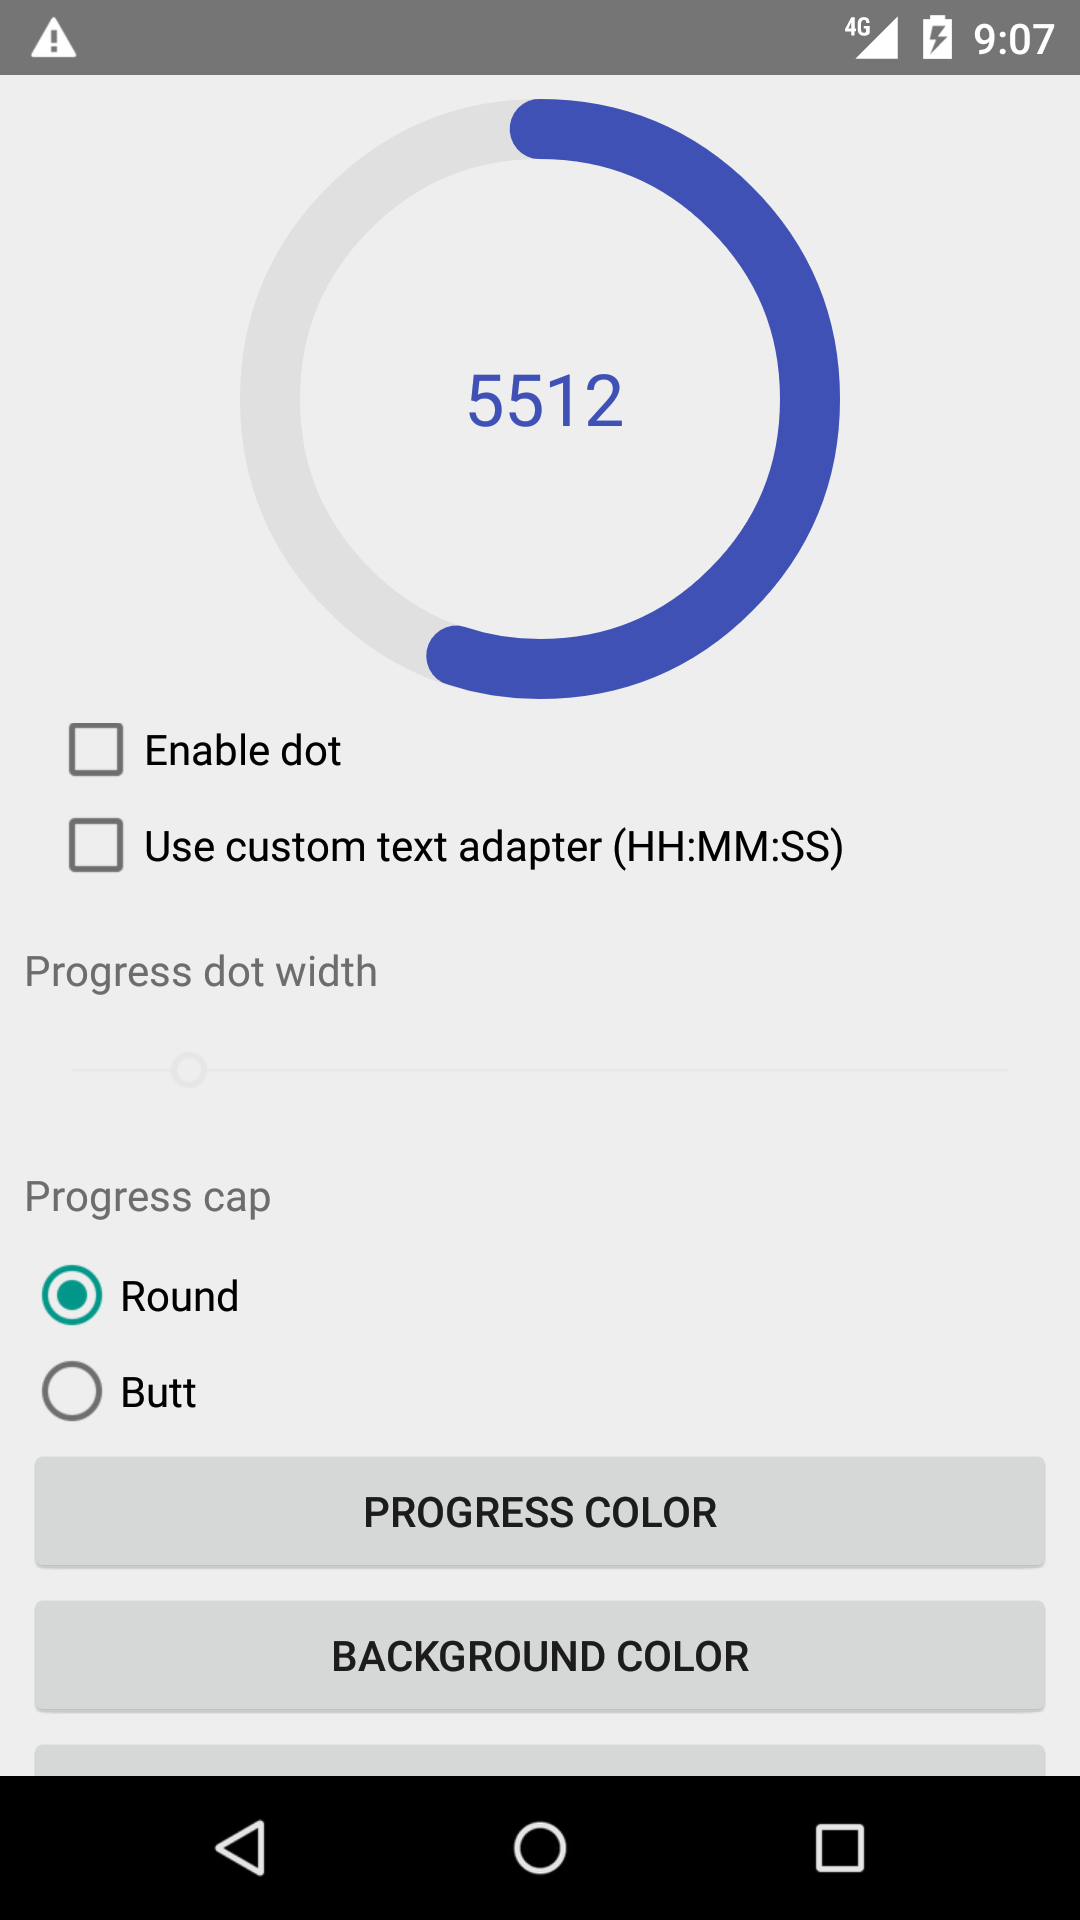 4G 9:07
5512
Enable dot
Use custom text adapter (HH:MM:SS)
Progress dot width
Progress cap
Round
Butt
PROGRESS COLOR
BACKGROUND COLOR